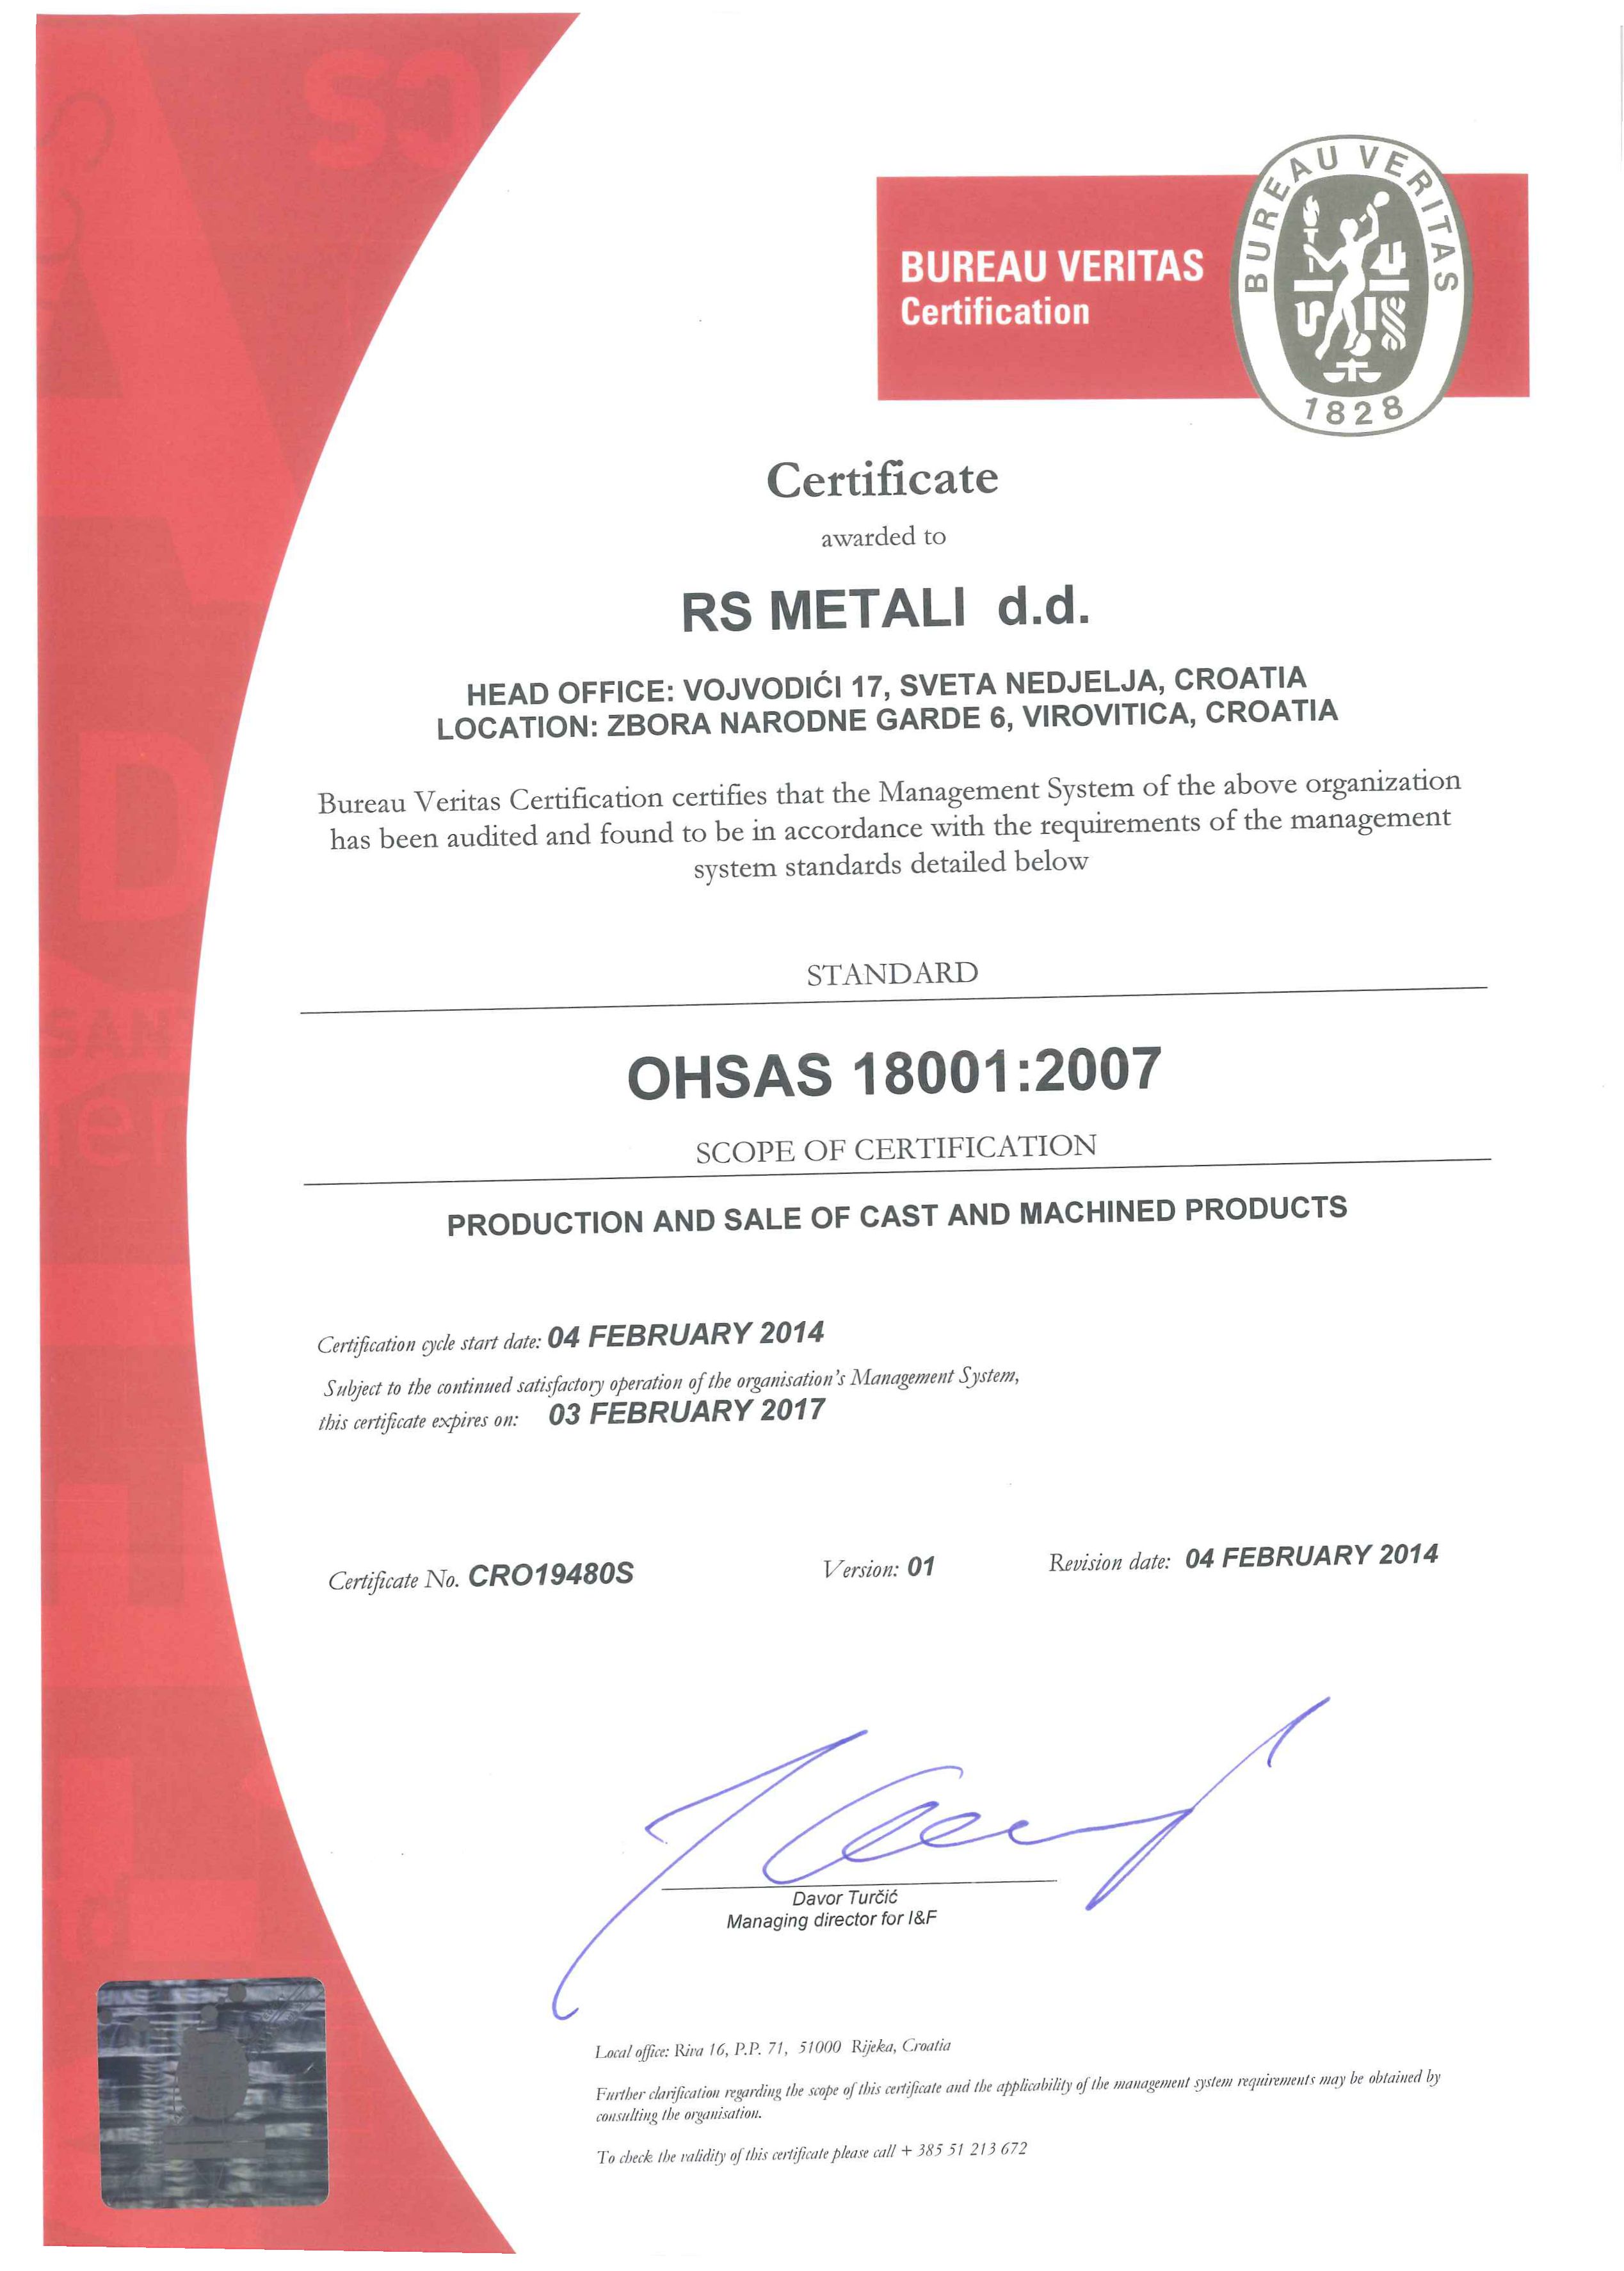 BUREAU VERITAS
Certification
BUREAU VERITAS
1828
Certificate
awarded to
RS METALI d.d.
HEAD OFFICE: VOJVODIĆI 17, SVETA NEDJELJA, CROATIA
LOCATION: ZBORA NARODNE GARDE 6, VIROVITICA, CROATIA
Bureau Veritas Certification certifies that the Management System of the above organization
has been audited and found to be in accordance with the requirements of the management
system standards detailed below
STANDARD
OHSAS 18001:2007
SCOPE OF CERTIFICATION
PRODUCTION AND SALE OF CAST AND MACHINED PRODUCTS
Certification cycle start date: 04 FEBRUARY 2014
Subject to the continued satisfactory operation of the organisation's Management System,
this certificate expires on: 03 FEBRUARY 2017
Certificate No. CRO19480S Version: 01 Revision date: 04 FEBRUARY 2014
Davor Turčić
Managing director for I&F
Local office: Riva 16, P.P. 71, 51000 Rijeka, Croatia
Further clarification regarding the scope of this certificate and the applicability of the management system requirements may be obtained by
consulting the organisation.
To check the validity of this certificate please call + 385 51 213 672